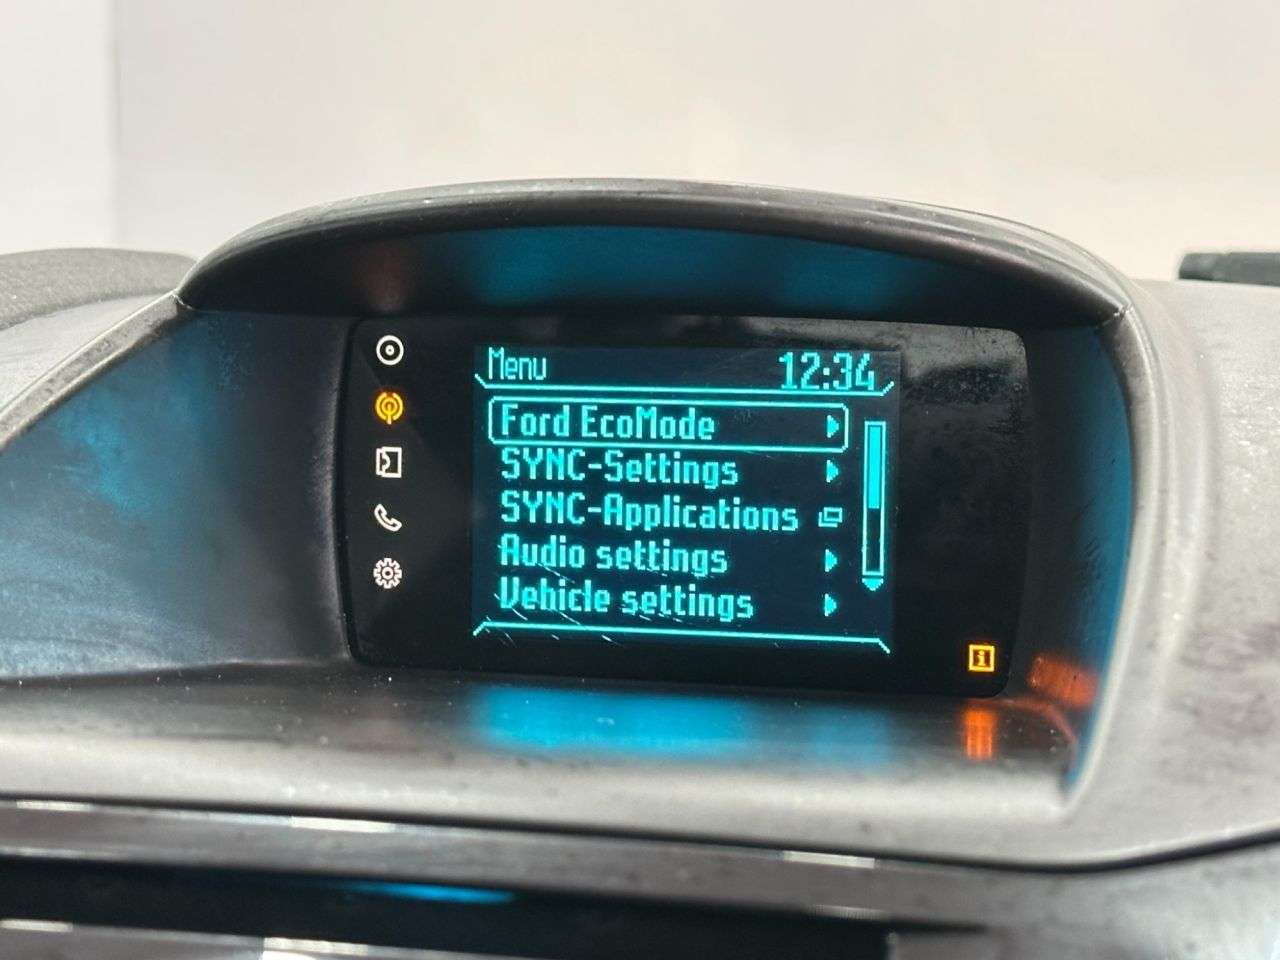 Menu 12:34
Ford EcoMode
SYNC-Settings
SYNC-Applications
Audio settings
Vehicle settings
i